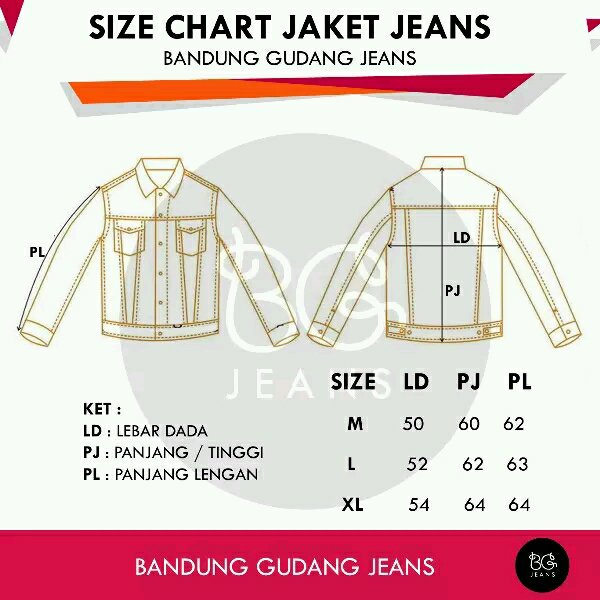 SIZE CHART JAKET JEANS
BANDUNG GUDANG JEANS
PL
LD
PJ
BG
JEANS
SIZE LD PJ PL
M 50 60 62
L 52 62 63
XL 54 64 64
KET :
LD : LEBAR DADA
PJ : PANJANG / TINGGI
PL : PANJANG LENGAN
BANDUNG GUDANG JEANS
BG
JEANS